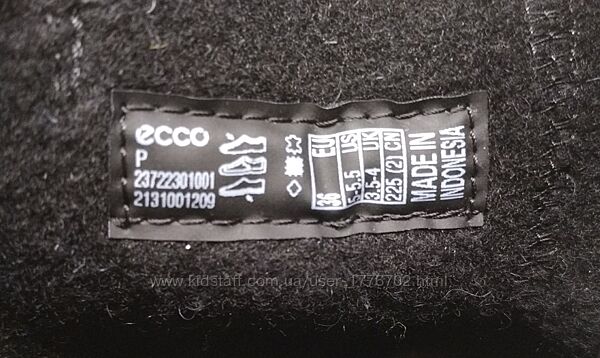 ecco
P
23722301001
2131001209
EU 36
US 5-5.5
UK 3.5-4
CN 225 (2)
MADE IN
INDONESIA
www.kidstaff.com.ua/user-1776702.html